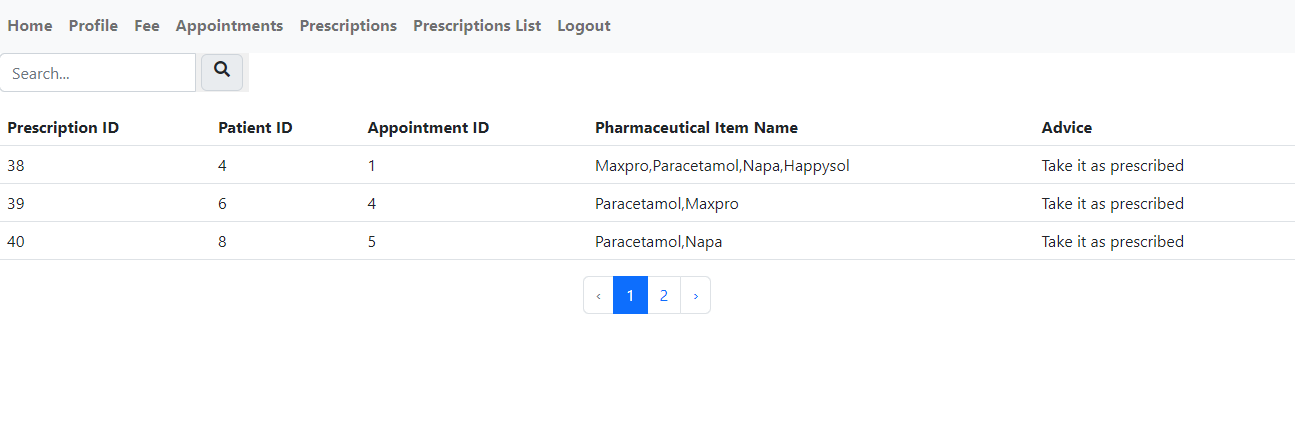 Home Profile Fee Appointments Prescriptions Prescriptions List Logout
Search...
Prescription ID Patient ID Appointment ID Pharmaceutical Item Name Advice
38 4 1 Maxpro,Paracetamol,Napa,Happysol Take it as prescribed
39 6 4 Paracetamol,Maxpro Take it as prescribed
40 8 5 Paracetamol,Napa Take it as prescribed
‹ 1 2 ›